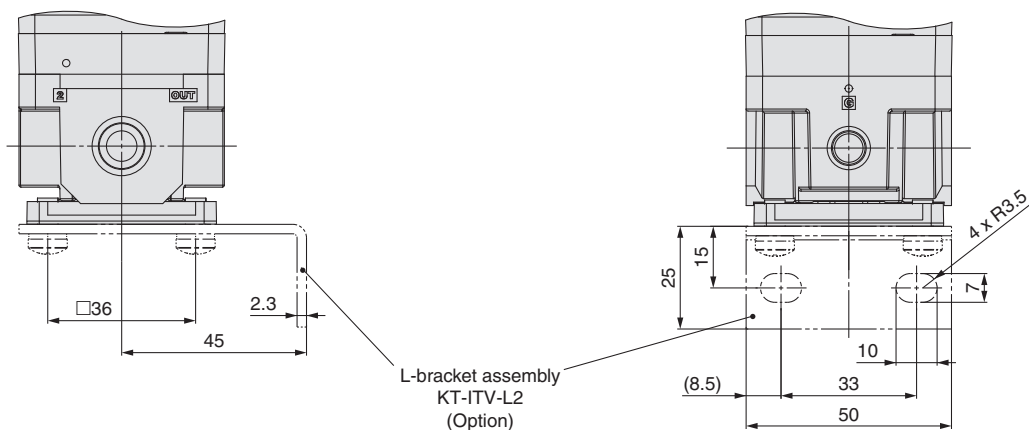 2
OUT
□36
2.3
45
G
4 x R3.5
15
25
7
10
(8.5)
33
50
L-bracket assembly
KT-ITV-L2
(Option)